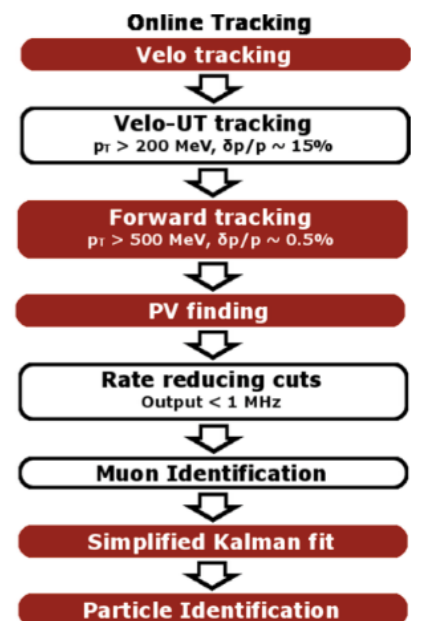 Online Tracking
Velo tracking
Velo-UT tracking
pT > 200 MeV, δp/p ~ 15%
Forward tracking
pT > 500 MeV, δp/p ~ 0.5%
PV finding
Rate reducing cuts
Output < 1 MHz
Muon Identification
Simplified Kalman fit
Particle Identification